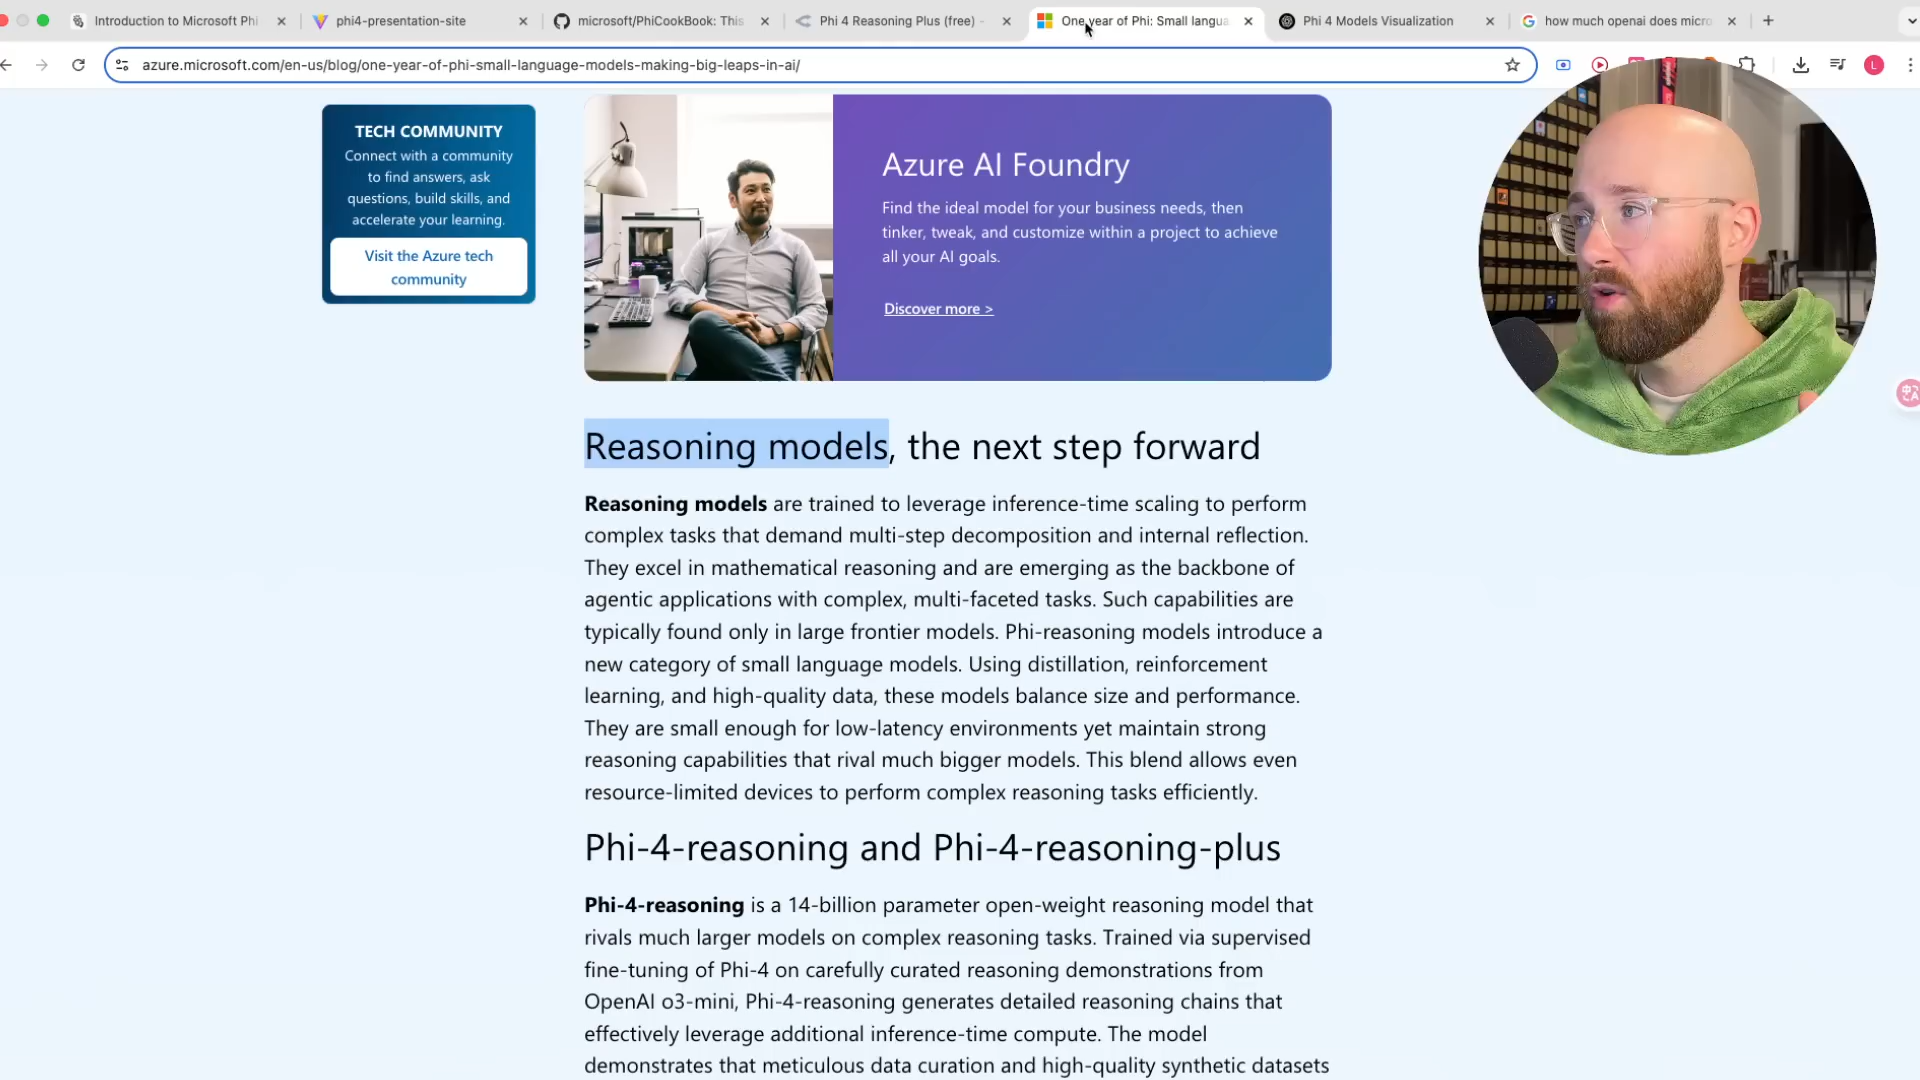 Introduction to Microsoft Phi
phi4-presentation-site
microsoft/PhiCookBook: This
Phi 4 Reasoning Plus (free) -
One year of Phi: Small langua
Phi 4 Models Visualization
how much openai does micro
azure.microsoft.com/en-us/blog/one-year-of-phi-small-language-models-making-big-leaps-in-ai/
L
TECH COMMUNITY
Connect with a community
to find answers, ask
questions, build skills, and
accelerate your learning.
Visit the Azure tech
community
Azure AI Foundry
Find the ideal model for your business needs, then
tinker, tweak, and customize within a project to achieve
all your AI goals.
Discover more >
Reasoning models, the next step forward
Reasoning models are trained to leverage inference-time scaling to perform
complex tasks that demand multi-step decomposition and internal reflection.
They excel in mathematical reasoning and are emerging as the backbone of
agentic applications with complex, multi-faceted tasks. Such capabilities are
typically found only in large frontier models. Phi-reasoning models introduce a
new category of small language models. Using distillation, reinforcement
learning, and high-quality data, these models balance size and performance.
They are small enough for low-latency environments yet maintain strong
reasoning capabilities that rival much bigger models. This blend allows even
resource-limited devices to perform complex reasoning tasks efficiently.
Phi-4-reasoning and Phi-4-reasoning-plus
Phi-4-reasoning is a 14-billion parameter open-weight reasoning model that
rivals much larger models on complex reasoning tasks. Trained via supervised
fine-tuning of Phi-4 on carefully curated reasoning demonstrations from
OpenAI o3-mini, Phi-4-reasoning generates detailed reasoning chains that
effectively leverage additional inference-time compute. The model
demonstrates that meticulous data curation and high-quality synthetic datasets